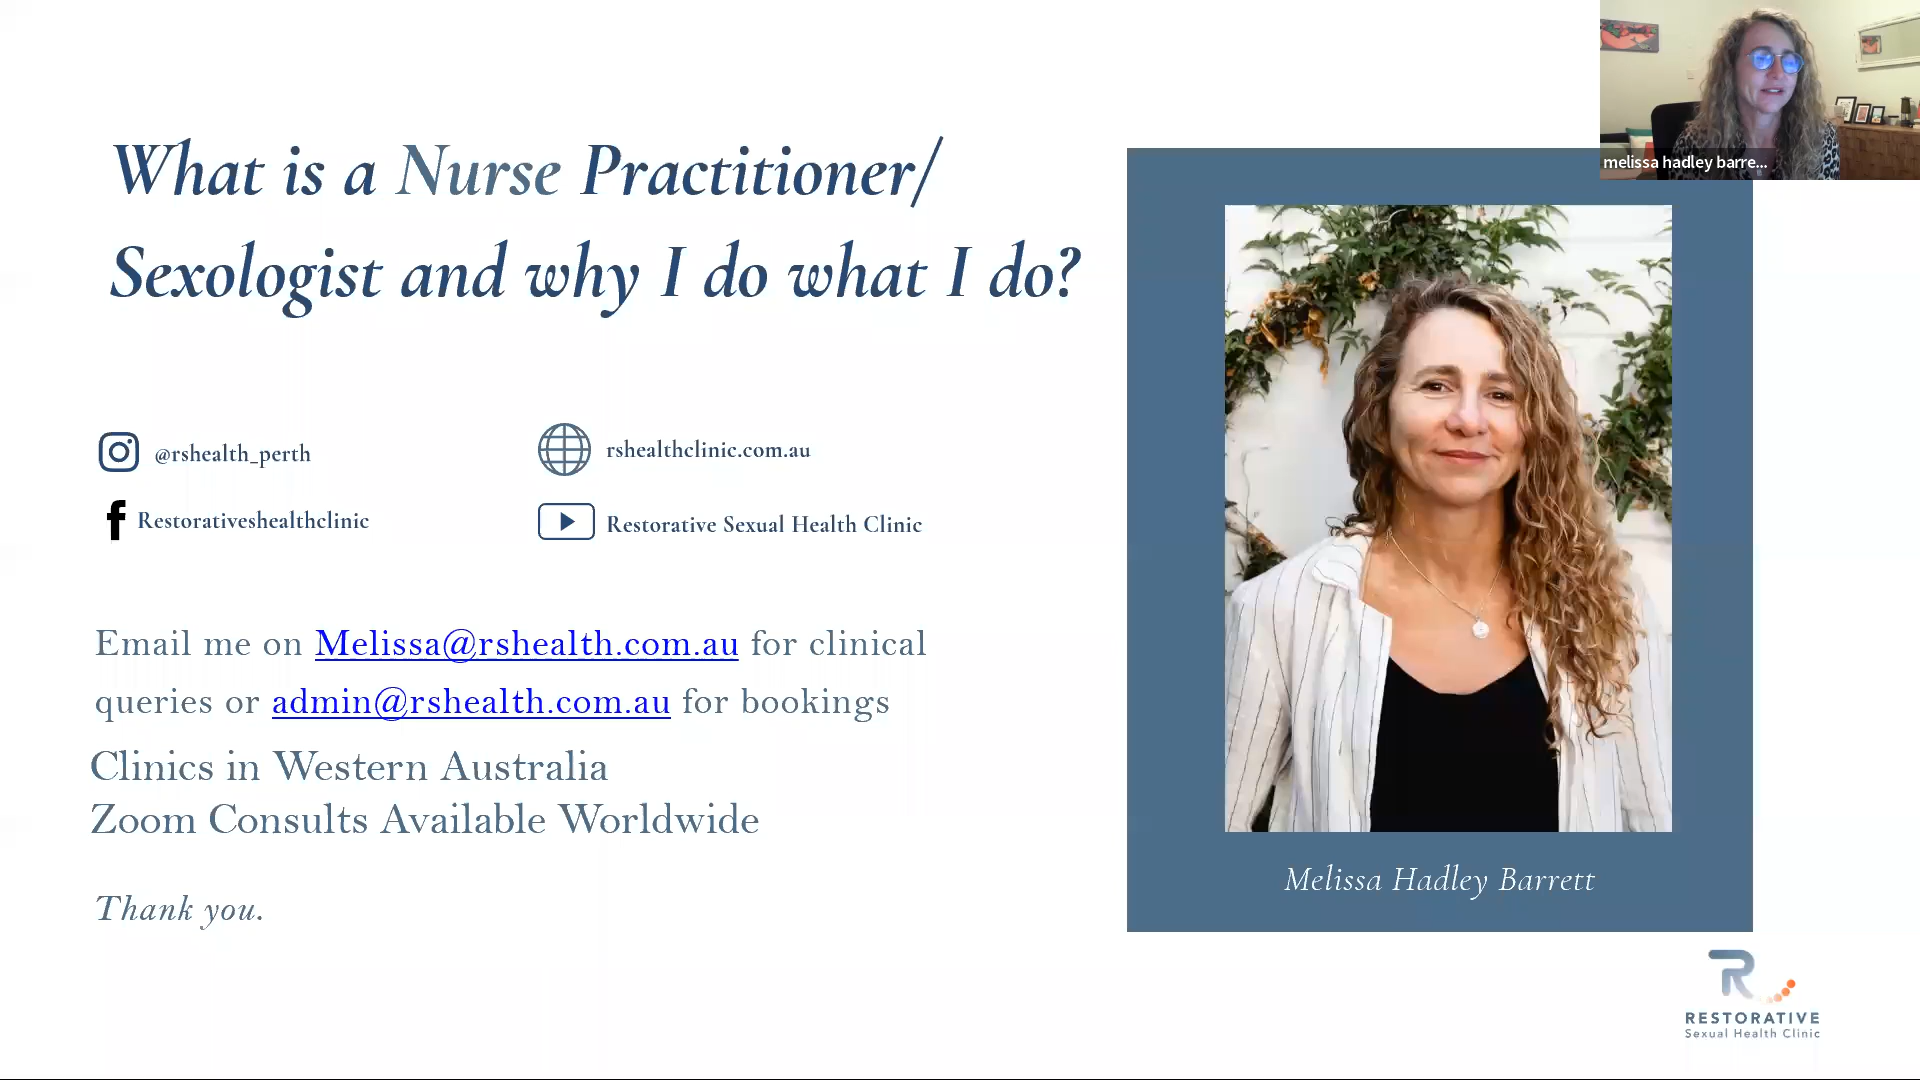 melissa hadley barre...
What is a Nurse Practitioner/
Sexologist and why I do what I do?
@rshealth_perth
rshealthclinic.com.au
Restorativeshealthclinic
Restorative Sexual Health Clinic
Email me on Melissa@rshealth.com.au for clinical
queries or admin@rshealth.com.au for bookings
Clinics in Western Australia
Zoom Consults Available Worldwide
Thank you.
Melissa Hadley Barrett
RESTORATIVE
Sexual Health Clinic